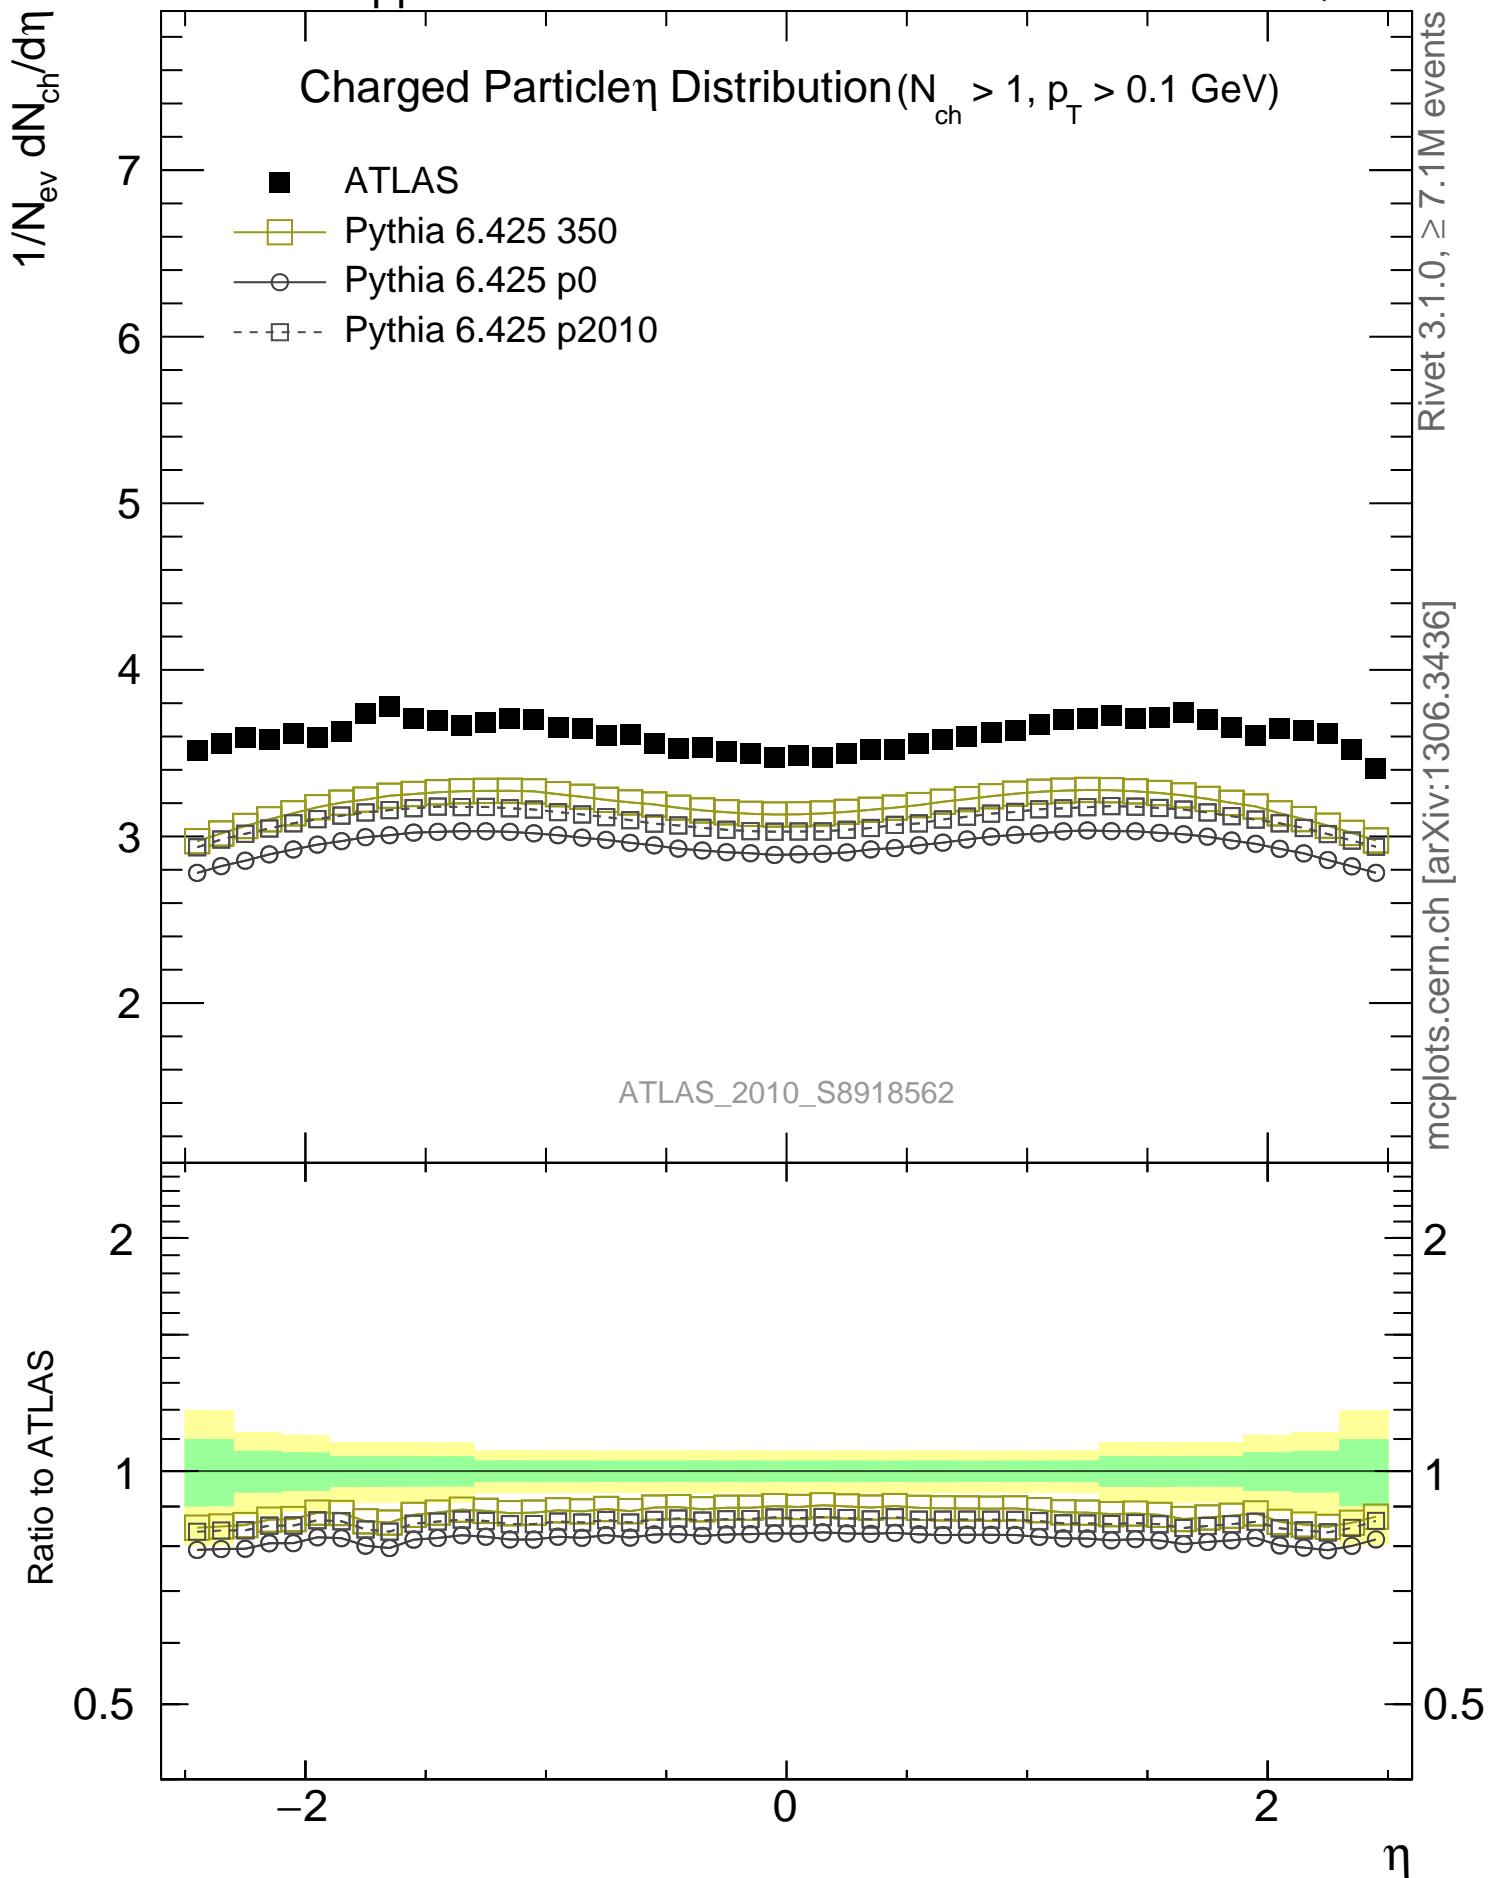 pp
Charged Particleη Distribution (N_ch > 1, p_T > 0.1 GeV)
1/N_ev dN_ch/dη
ATLAS
Pythia 6.425 350
Pythia 6.425 p0
Pythia 6.425 p2010
7
6
5
4
3
2
ATLAS_2010_S8918562
Rivet 3.1.0, ≥ 7.1M events
mcplots.cern.ch [arXiv:1306.3436]
Ratio to ATLAS
2
1
0.5
2
1
0.5
−2
0
2
η